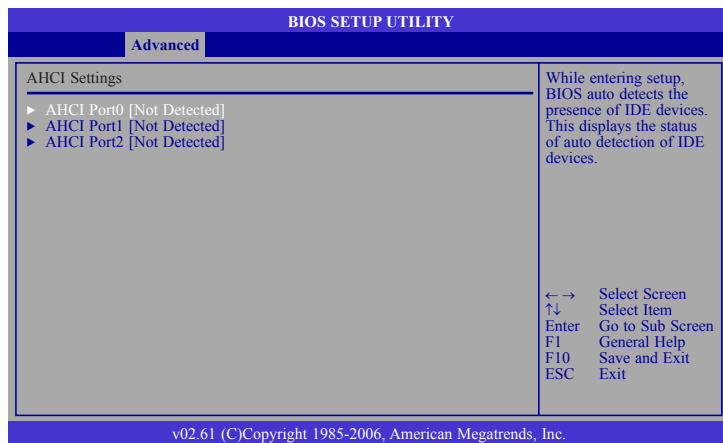 BIOS SETUP UTILITY
Advanced
AHCI Settings
▶ AHCI Port0 [Not Detected]
▶ AHCI Port1 [Not Detected]
▶ AHCI Port2 [Not Detected]
While entering setup,
BIOS auto detects the
presence of IDE devices.
This displays the status
of auto detection of IDE
devices.
←→ Select Screen
↑↓ Select Item
Enter Go to Sub Screen
F1 General Help
F10 Save and Exit
ESC Exit
v02.61 (C)Copyright 1985-2006, American Megatrends, Inc.